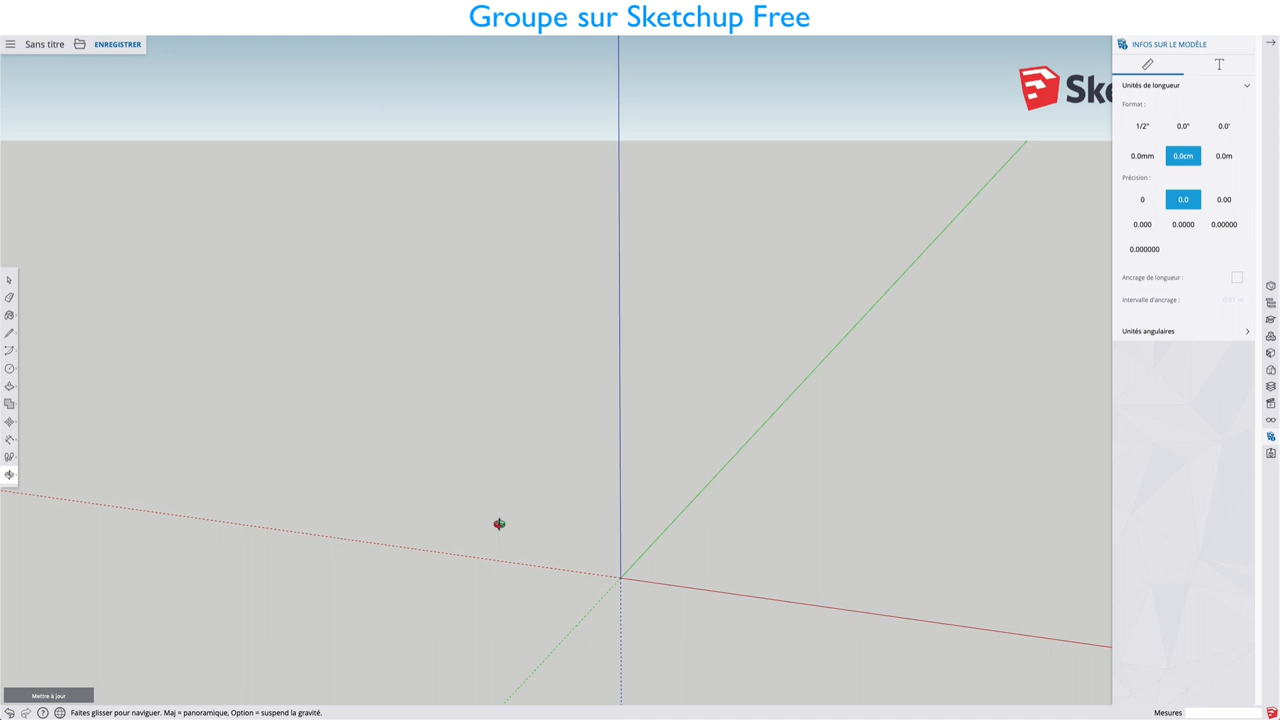 Groupe sur Sketchup Free
Sans titre
ENREGISTRER
INFOS SUR LE MODÈLE
Ske
Unités de longueur
Format :
1/2" 0.0" 0.0'
0.0mm 0.0cm 0.0m
Précision :
0 0.0 0.00
0.000 0.0000 0.00000
0.000000
Ancrage de longueur :
Intervalle d'ancrage :
Unités angulaires
Mettre à jour
Faites glisser pour naviguer. Maj = panoramique, Option = suspend la gravité.
Mesures